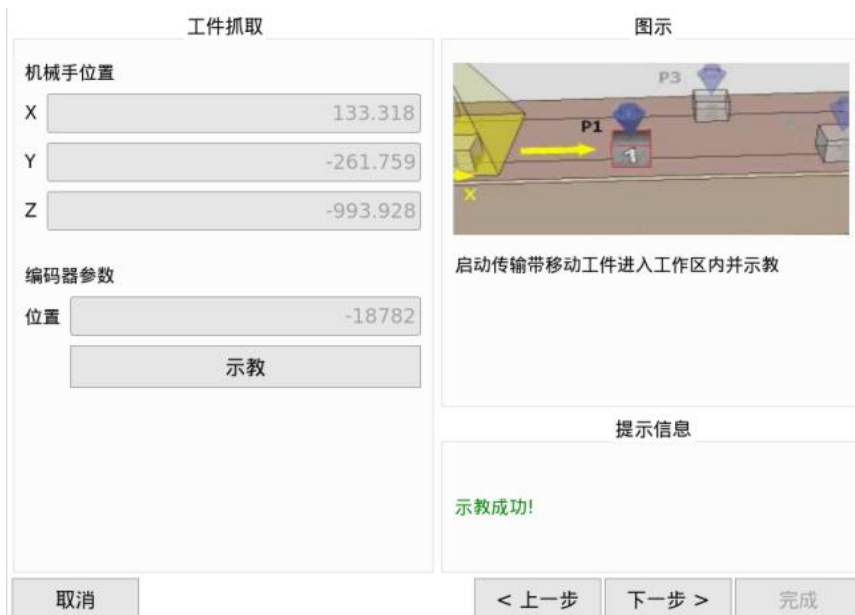 工件抓取
机械手位置
X 133.318
Y -261.759
Z -993.928
编码器参数
位置 -18782
示教
图示
P3
P1
X
启动传输带移动工件进入工作区内并示教
提示信息
示教成功!
取消
< 上一步
下一步 >
完成